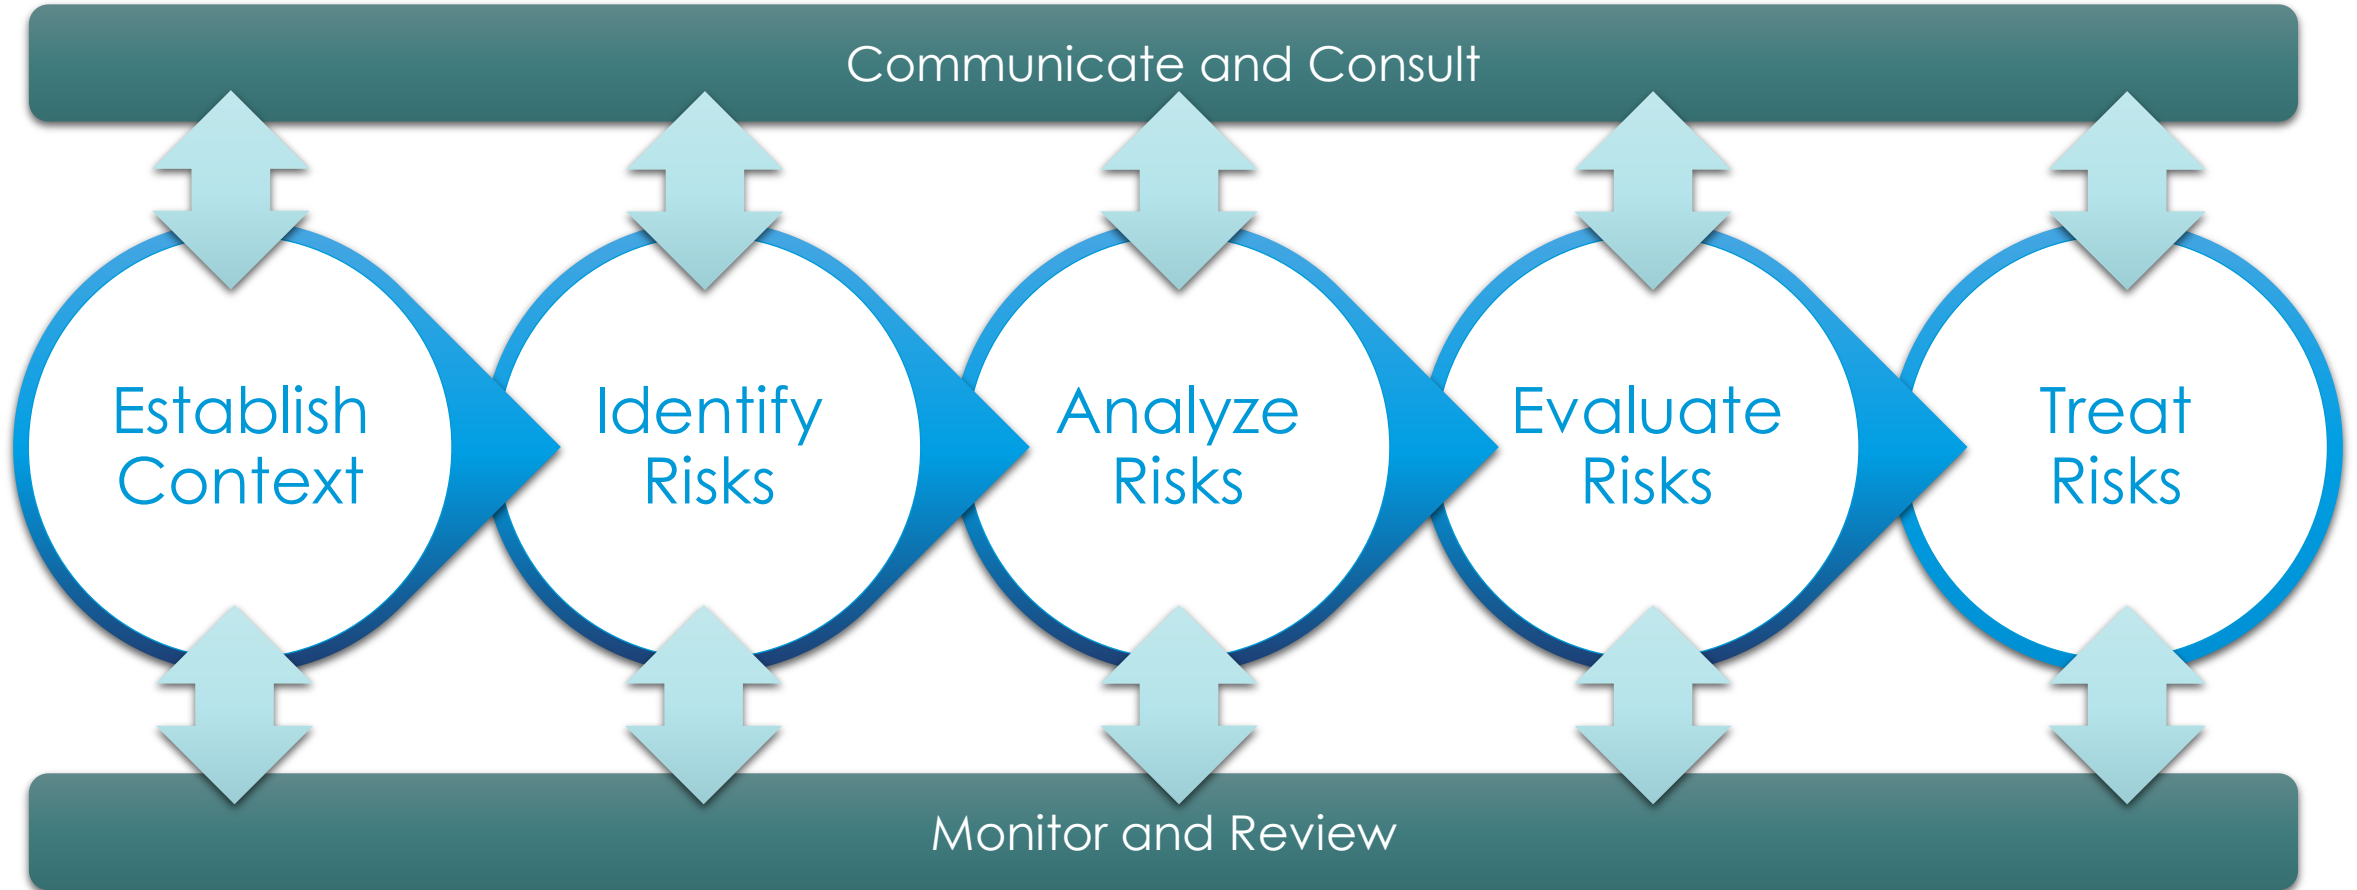 Communicate and Consult
Establish
Context
Identify
Risks
Analyze
Risks
Evaluate
Risks
Treat
Risks
Monitor and Review